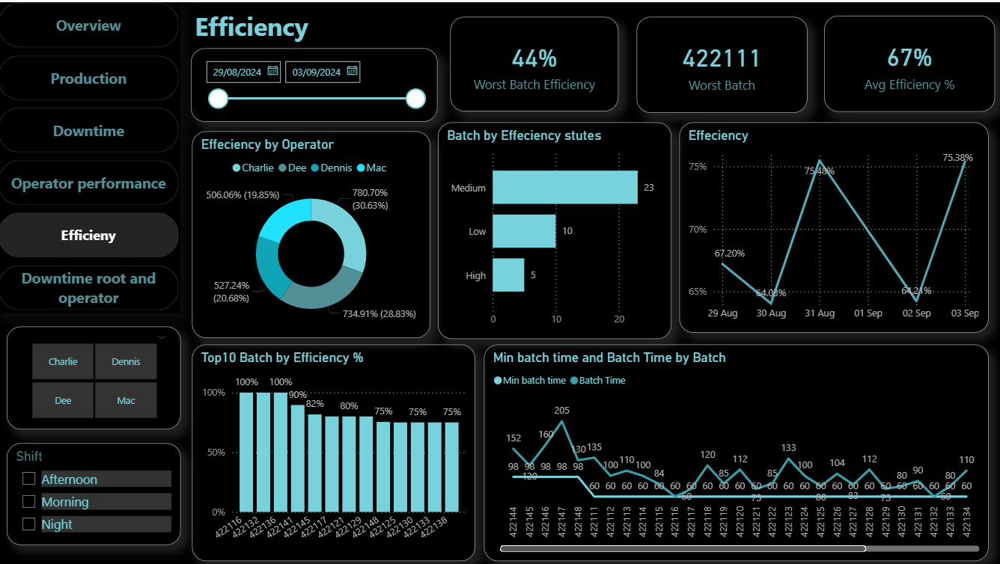 Overview
Production
Downtime
Operator performance
Efficieny
Downtime root and
operator
Charlie
Dennis
Dee
Mac
Shift
Afternoon
Morning
Night
Efficiency
29/08/2024
03/09/2024
44%
Worst Batch Efficiency
422111
Worst Batch
67%
Avg Efficiency %
Effeciency by Operator
Charlie Dee Dennis Mac
506.06% (19.85%)
780.70%
(30.63%)
527.24%
(20.68%)
734.91% (28.83%)
Batch by Effeciency stutes
Medium 23
Low 10
High 5
0 10 20
Effeciency
75%
70%
65%
67.20%
64.03%
75.48%
64.21%
75.38%
29 Aug 30 Aug 31 Aug 01 Sep 02 Sep 03 Sep
Top10 Batch by Efficiency %
100%
50%
0%
100% 100% 90% 82% 80% 75% 75% 75%
422116 422132 422136 422141 422145 422117 422121 422129 422148 422125 422130 422133 422138
Min batch time and Batch Time by Batch
Min batch time Batch Time
152 120 160 205 130 135 100 110 100 84 60 120 85 112 75 85 133 100 80 104 83 112 75 80 90 60 80 110
98 98 98 98 98 60 60 60 60 60 60 60 60 60 60 60 60 60 60 60 60 60 60 60 60 60 60 60 60
422144 422145 422146 422147 422148 422111 422112 422113 422114 422115 422116 422117 422118 422119 422120 422121 422122 422123 422124 422125 422126 422127 422128 422129 422130 422131 422132 422133 422134